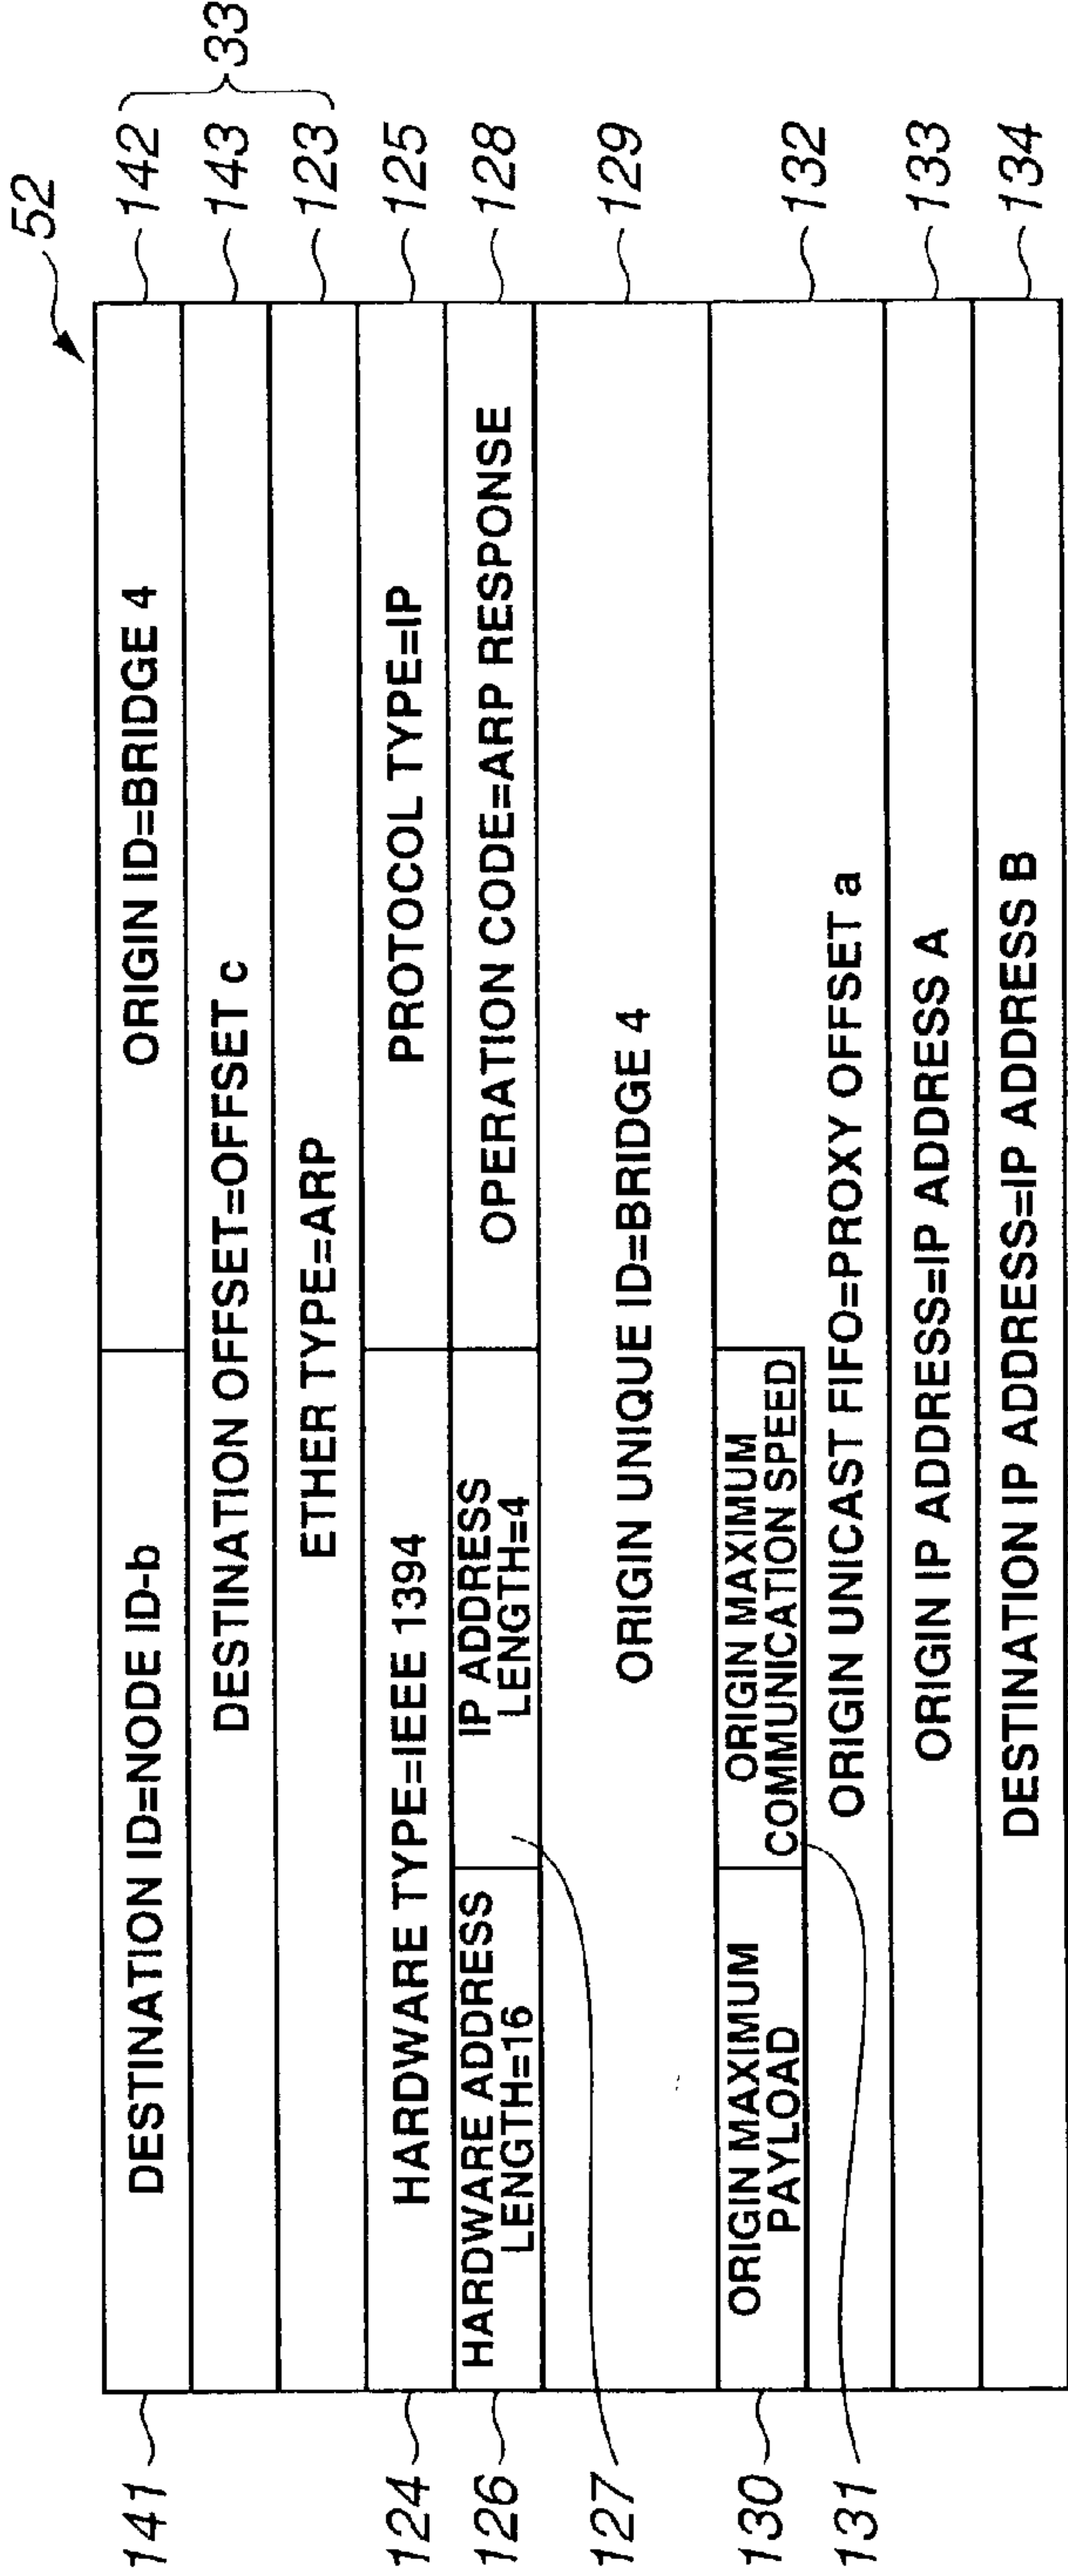 52
141
DESTINATION ID=NODE ID-b
ORIGIN ID=BRIDGE 4
142
33
DESTINATION OFFSET=OFFSET c
143
ETHER TYPE=ARP
123
124
HARDWARE TYPE=IEEE 1394
PROTOCOL TYPE=IP
125
126
HARDWARE ADDRESS
LENGTH=16
IP ADDRESS
LENGTH=4
OPERATION CODE=ARP RESPONSE
128
127
ORIGIN UNIQUE ID=BRIDGE 4
129
130
ORIGIN MAXIMUM
PAYLOAD
ORIGIN MAXIMUM
COMMUNICATION SPEED
131
ORIGIN UNICAST FIFO=PROXY OFFSET a
132
ORIGIN IP ADDRESS=IP ADDRESS A
133
DESTINATION IP ADDRESS=IP ADDRESS B
134